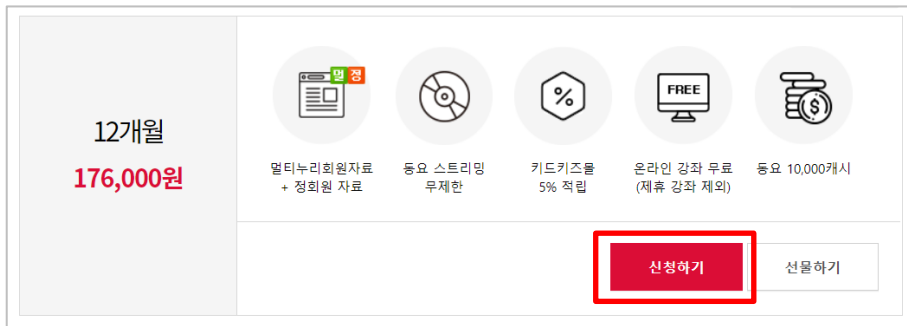 12개월
176,000원
멀 정
멀티누리회원자료
+ 정회원 자료
동요 스트리밍
무제한
%
키드키즈몰
5% 적립
FREE
온라인 강좌 무료
(제휴 강좌 제외)
$
동요 10,000캐시
신청하기
선물하기